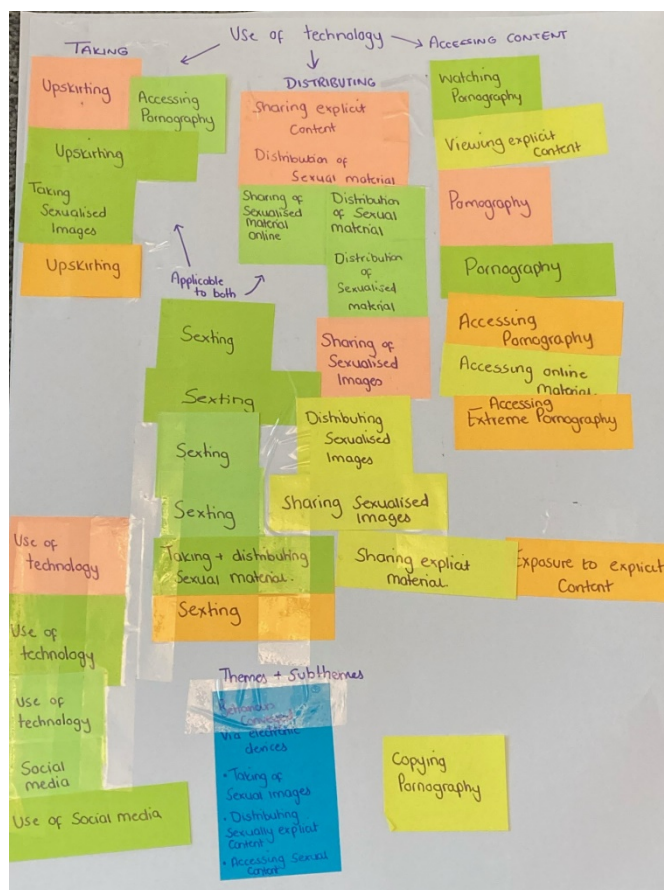 Use of technology
TAKING
DISTRIBUTING
ACCESSING CONTENT
Upskirting
Accessing
Pornography
Upskirting
Taking
Sexualised
Images
Upskirting
Sharing explicit
Content
Distribution of
Sexual material
Sharing of
Sexualised
material
online
Distribution
of Sexual
material
Distribution
of
Sexualised
material
Sharing of
Sexualised
Images
Watching
Pornography
Viewing explicit
Content
Pornography
Pornography
Accessing
Pornography
Accessing online
Material
Accessing
Extreme Pornography
Applicable
to both
Sexting
Sexting
Sexting
Sexting
Taking + distributing
Sexual material.
Sexting
Distributing
Sexualised
Images
Sharing Sexualised
Images
Sharing explicit
material
Exposure to explicit
Content
Use of
technology
Use of
technology
Use of
technology
Social
media
Use of Social media
Themes + Subthemes
Behaviours
Conveyed
via electronic
devices
• Taking of
Sexual images
• Distributing
Sexually explicit
Content
• Accessing Sexual
Content
Copying
Pornography